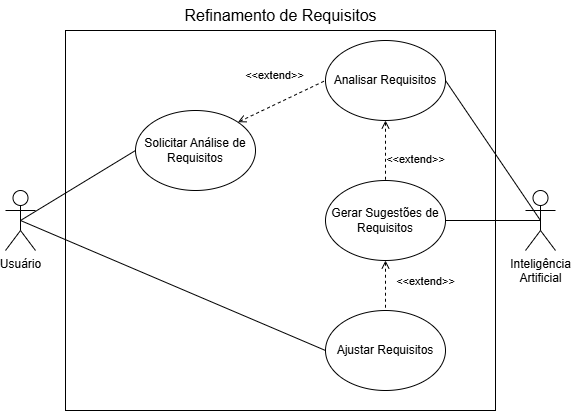 Refinamento de Requisitos
<<extend>>
Analisar Requisitos
Solicitar Análise de
Requisitos
<<extend>>
Gerar Sugestões de
Requisitos
Usuário
Inteligência
Artificial
<<extend>>
Ajustar Requisitos